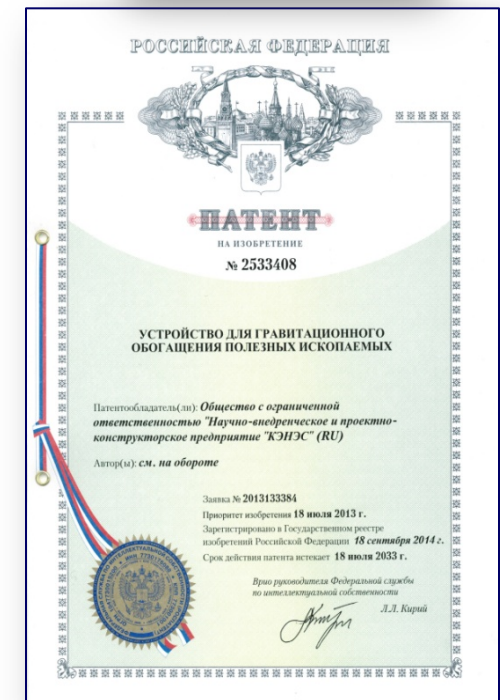 РОССИЙСКАЯ ФЕДЕРАЦИЯ
ПАТЕНТ
НА ИЗОБРЕТЕНИЕ
№ 2533408
УСТРОЙСТВО ДЛЯ ГРАВИТАЦИОННОГО
ОБОГАЩЕНИЯ ПОЛЕЗНЫХ ИСКОПАЕМЫХ
Патентообладатель(ли): Общество с ограниченной
ответственностью "Научно-внедренческое и проектно-
конструкторское предприятие "КЭНЭС" (RU)
Автор(ы): см. на обороте
Заявка № 2013133384
Приоритет изобретения 18 июля 2013 г.
Зарегистрировано в Государственном реестре
изобретений Российской Федерации 18 сентября 2014 г.
Срок действия патента истекает 18 июля 2033 г.
Врио руководителя Федеральной службы
по интеллектуальной собственности
Л.Л. Кирий